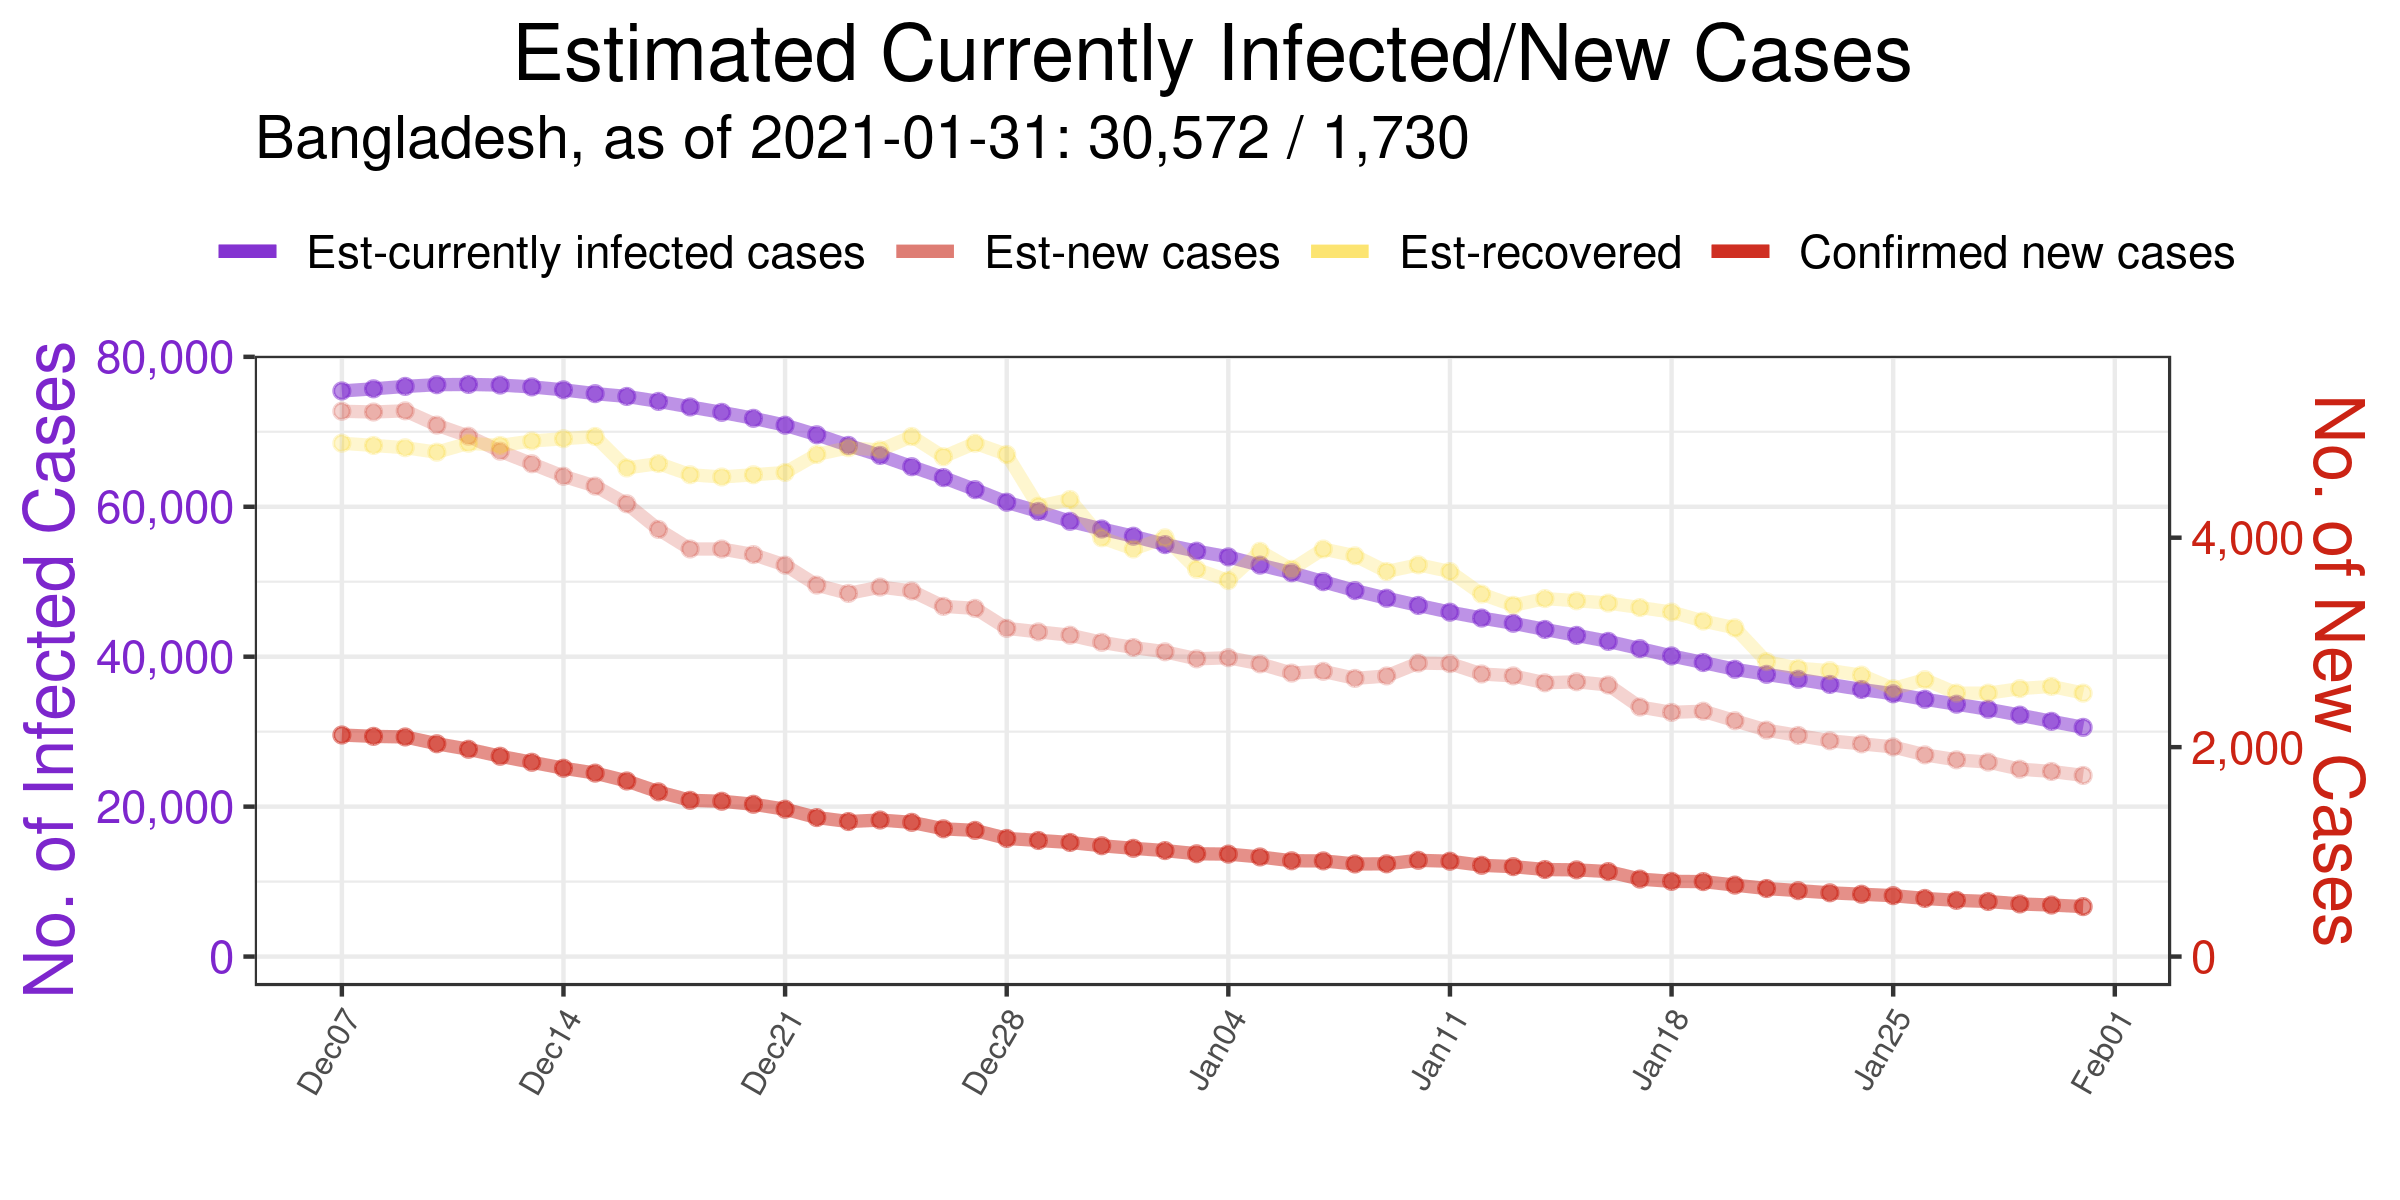 Estimated Currently Infected/New Cases
Bangladesh, as of 2021-01-31: 30,572 / 1,730
Est-currently infected cases Est-new cases Est-recovered Confirmed new cases
No. of Infected Cases
80,000
60,000
40,000
20,000
0
4,000
2,000
0
No. of New Cases
Dec07 Dec14 Dec21 Dec28 Jan04 Jan11 Jan18 Jan25 Feb01